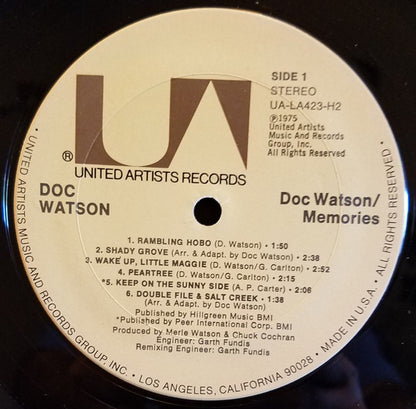 UA
®
UNITED ARTISTS RECORDS
SIDE 1
STEREO
UA-LA423-H2
℗1975
United Artists
Music And Records
Group, Inc.
All Rights Reserved
DOC
WATSON
Doc Watson/
Memories
1. RAMBLING HOBO (D. Watson) • 1:50
2. SHADY GROVE (Arr. & Adapt. by Doc Watson) • 2:38
3. WAKE UP, LITTLE MAGGIE (D. Watson/G. Carlton) • 2:52
4. PEARTREE (D. Watson/G. Carlton) • 2:15
*5. KEEP ON THE SUNNY SIDE (A. P. Carter) • 2:06
6. DOUBLE FILE & SALT CREEK • 1:38
(Arr. & Adapt. by Doc Watson)
Published by Hillgreen Music BMI
*Published by Peer International Corp. BMI
Produced by Merle Watson & Chuck Cochran
Engineer: Garth Fundis
Remixing Engineer: Garth Fundis
• UNITED ARTISTS MUSIC AND RECORDS GROUP, INC. • LOS ANGELES, CALIFORNIA 90028 • MADE IN U.S.A. • ALL RIGHTS RESERVED.